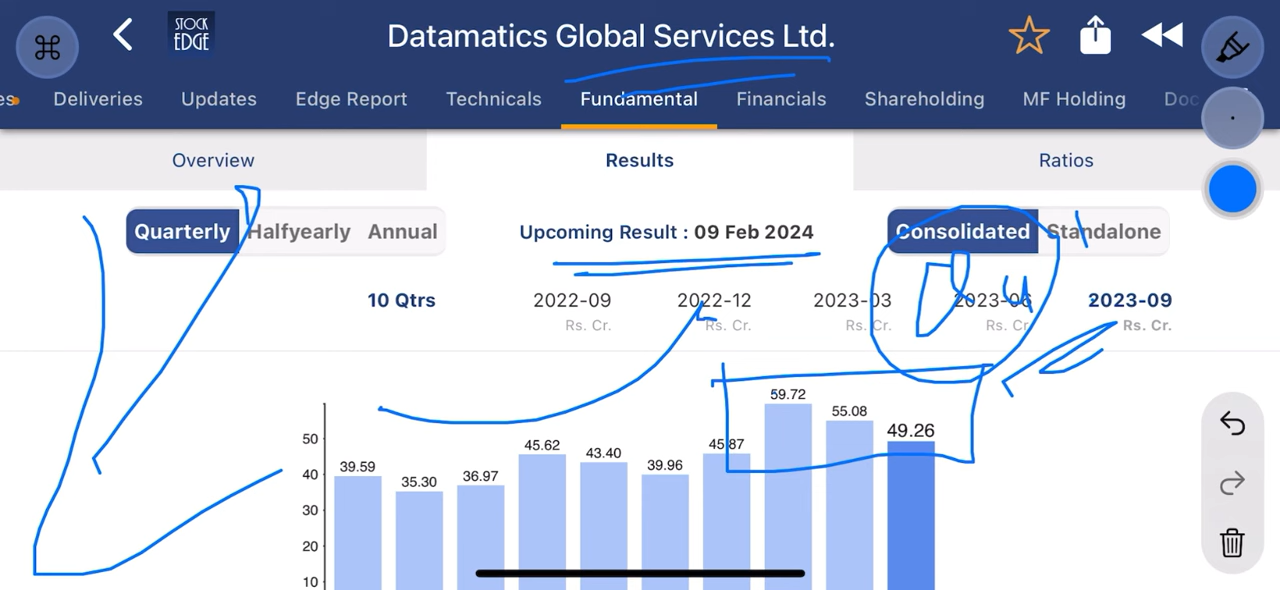 STOCK EDGE
Datamatics Global Services Ltd.
Deliveries Updates Edge Report Technicals Fundamental Financials Shareholding MF Holding
Overview Results Ratios
Quarterly Halfyearly Annual Upcoming Result : 09 Feb 2024 Consolidated Standalone
10 Qtrs 2022-09 2022-12 2023-03 2023-06 2023-09
Rs. Cr. Rs. Cr. Rs. Cr. Rs. Cr. Rs. Cr.
59.72
55.08
49.26
50 45.62 43.40 45.87
40 39.59 35.30 36.97 39.96
30
20
10